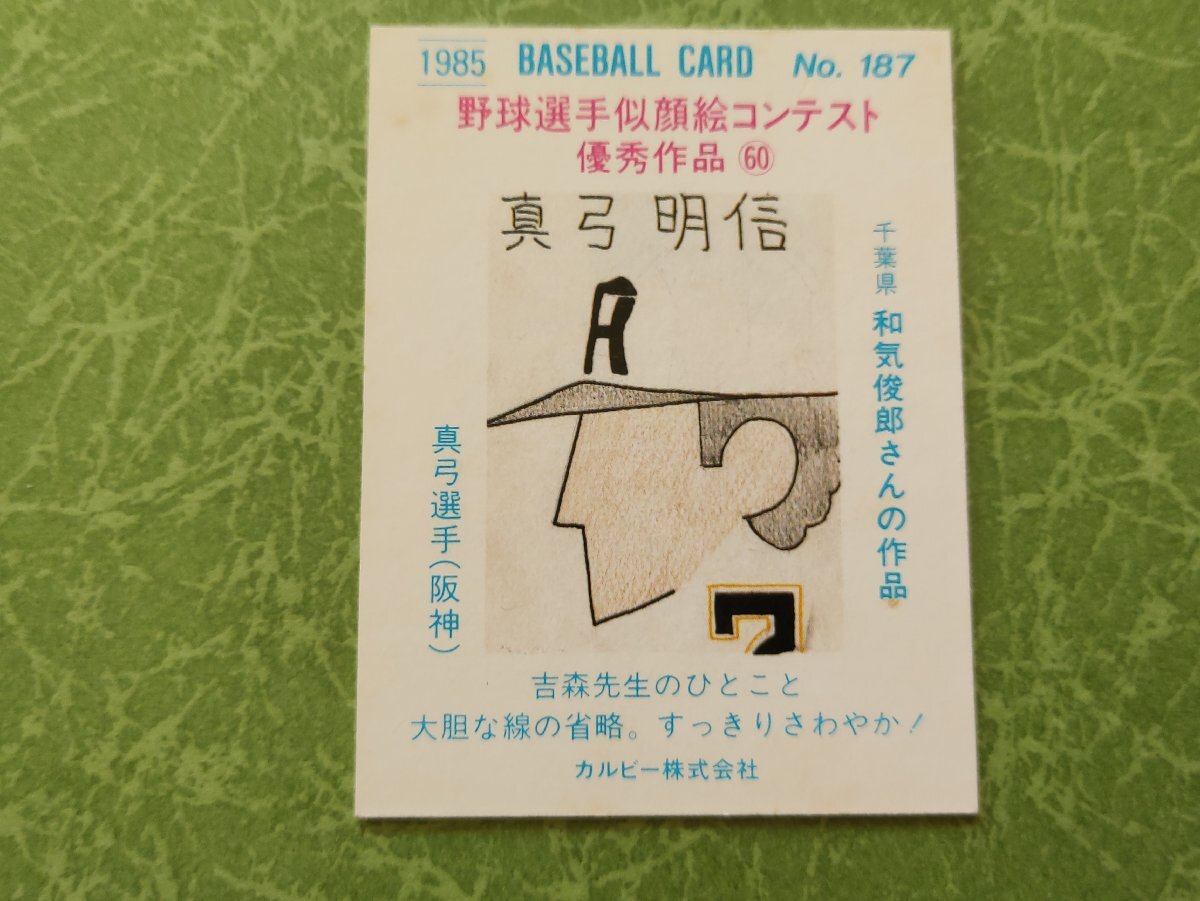 1985 BASEBALL CARD No. 187
野球選手似顔絵コンテスト
優秀作品 60
真弓 明信
千葉県 和気俊郎さんの作品
真弓選手(阪神)
7
吉森先生のひとこと
大胆な線の省略。すっきりさわやか!
カルビー株式会社